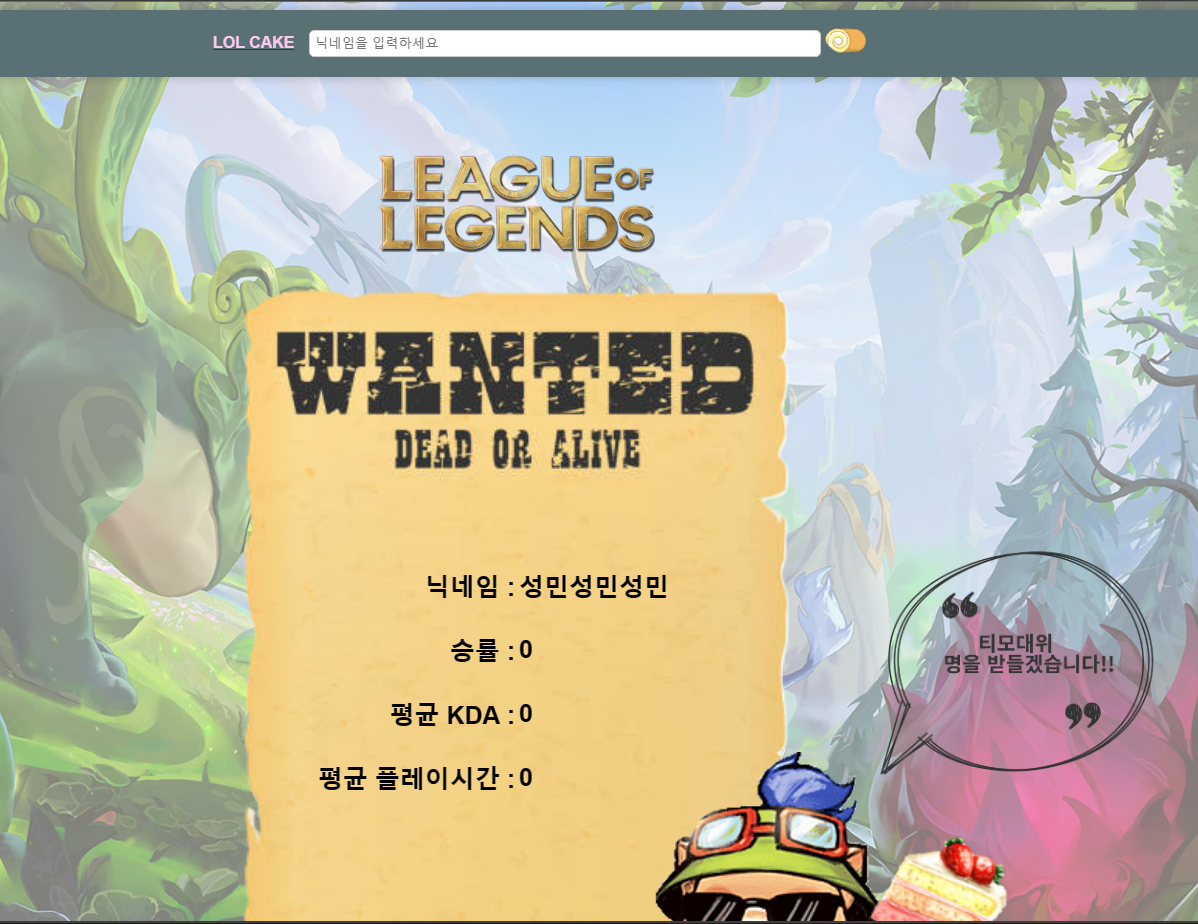 LOL CAKE
닉네임을 입력하세요
LEAGUE OF
LEGENDS
WANTED
DEAD OR ALIVE
닉네임 : 성민성민성민
승률 : 0
평균 KDA : 0
평균 플레이시간 : 0
“
티모대위
명을 받들겠습니다!!
”